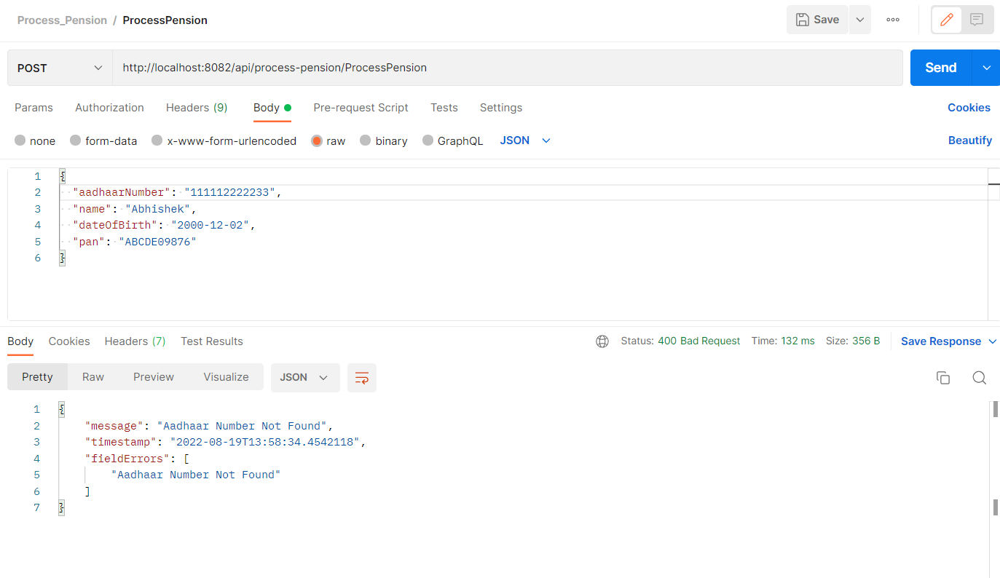 Process_Pension / ProcessPension
Save
POST http://localhost:8082/api/process-pension/ProcessPension Send
Params Authorization Headers (9) Body Pre-request Script Tests Settings Cookies
none form-data x-www-form-urlencoded raw binary GraphQL JSON Beautify
1 {
2 "aadhaarNumber": "111112222233",
3 "name": "Abhishek",
4 "dateOfBirth": "2000-12-02",
5 "pan": "ABCDE09876"
6 }
Body Cookies Headers (7) Test Results Status: 400 Bad Request Time: 132 ms Size: 356 B Save Response
Pretty Raw Preview Visualize JSON
1 {
2 "message": "Aadhaar Number Not Found",
3 "timestamp": "2022-08-19T13:58:34.4542118",
4 "fieldErrors": [
5 "Aadhaar Number Not Found"
6 ]
7 }